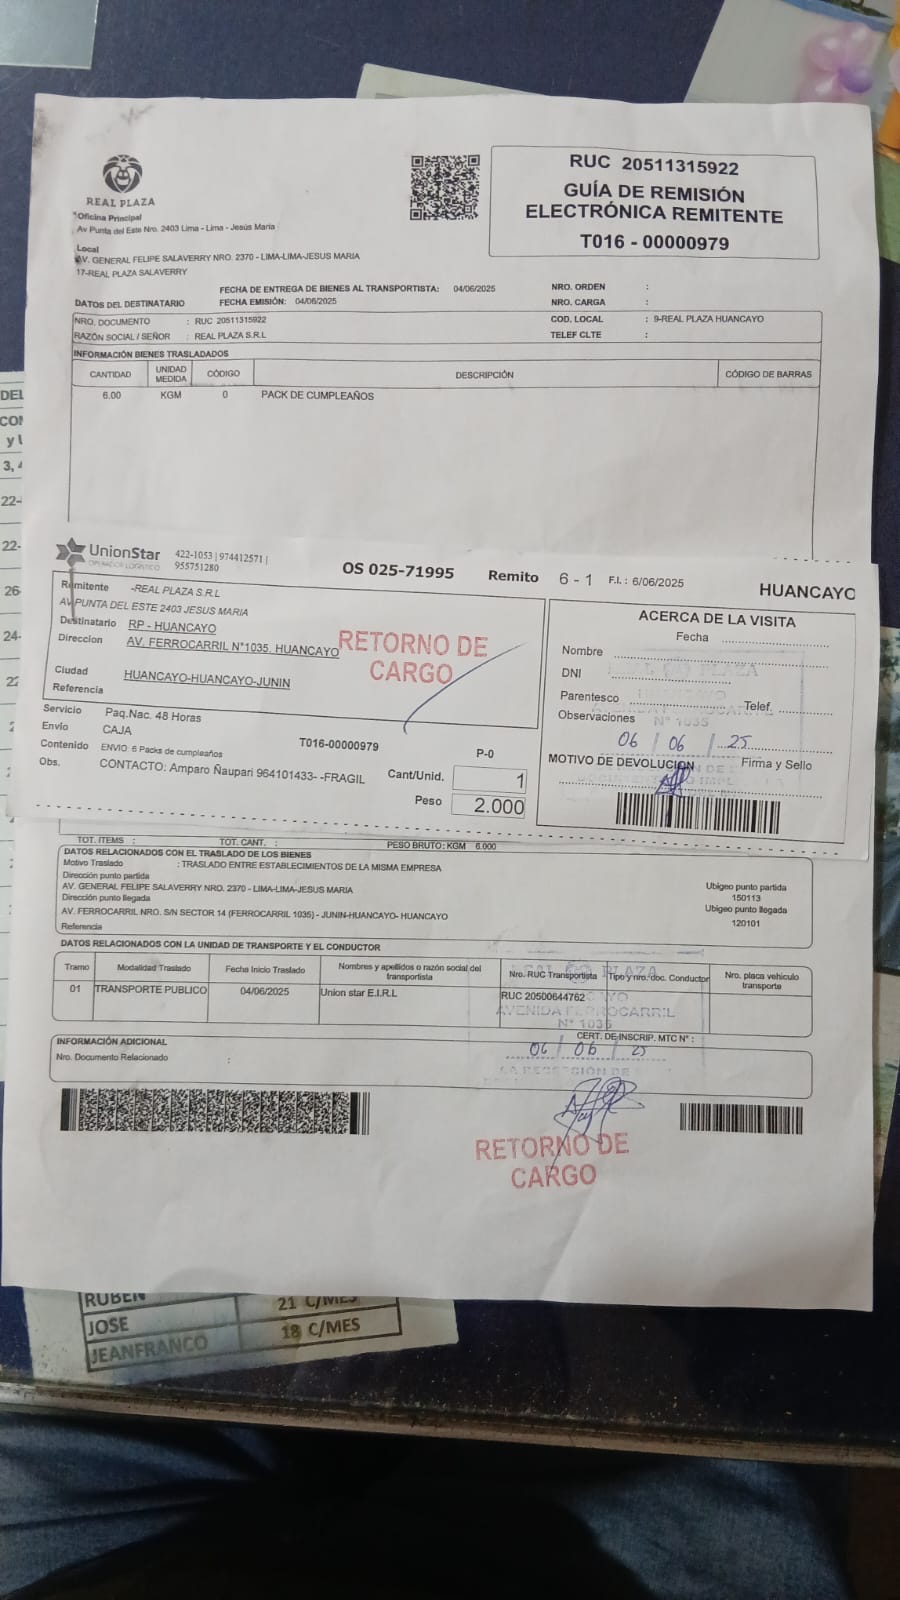 REAL PLAZA
Oficina Principal
Av Punta del Este Nro. 2403 Lima - Lima - Jesús Maria
Local
AV. GENERAL FELIPE SALAVERRY NRO. 2370 - LIMA-LIMA-JESUS MARIA
17-REAL PLAZA SALAVERRY
RUC 20511315922
GUÍA DE REMISIÓN
ELECTRÓNICA REMITENTE
T016 - 00000979
FECHA DE ENTREGA DE BIENES AL TRANSPORTISTA: 04/06/2025 NRO. ORDEN :
DATOS DEL DESTINATARIO FECHA EMISIÓN: 04/06/2025 NRO. CARGA :
NRO. DOCUMENTO : RUC 20511315922 COD. LOCAL : 9-REAL PLAZA HUANCAYO
RAZÓN SOCIAL / SEÑOR : REAL PLAZA S.R.L TELEF CLTE :
INFORMACIÓN BIENES TRASLADADOS
CANTIDAD UNIDAD MEDIDA CÓDIGO DESCRIPCIÓN CÓDIGO DE BARRAS
6.00 KGM 0 PACK DE CUMPLEAÑOS
UnionStar 422-1053 | 974412571 |
OPERADOR LOGÍSTICO 955751280
OS 025-71995 Remito 6 - 1 F.I. : 6/06/2025 HUANCAYO
Remitente -REAL PLAZA S.R.L
AV PUNTA DEL ESTE 2403 JESUS MARIA
Destinatario RP - HUANCAYO
Direccion AV. FERROCARRIL N°1035. HUANCAYO
RETORNO DE
CARGO
Ciudad HUANCAYO-HUANCAYO-JUNIN
Referencia
Servicio Paq.Nac. 48 Horas
Envio CAJA
Contenido ENVIO: 6 Packs de cumpleaños T016-00000979 P-0
Obs. CONTACTO: Amparo Ñaupari 964101433- -FRAGIL
Cant/Unid. 1
Peso 2.000
ACERCA DE LA VISITA
Fecha
Nombre
DNI
Parentesco Telef.
Observaciones N° 1035
06 / 06 / 25
MOTIVO DE DEVOLUCION Firma y Sello
TOT. ITEMS : TOT. CANT. : PESO BRUTO: KGM 6.000
DATOS RELACIONADOS CON EL TRASLADO DE LOS BIENES
Motivo Traslado : TRASLADO ENTRE ESTABLECIMIENTOS DE LA MISMA EMPRESA
Dirección punto partida
AV. GENERAL FELIPE SALAVERRY NRO. 2370 - LIMA-LIMA-JESUS MARIA
Dirección punto llegada
AV. FERROCARRIL NRO. S/N SECTOR 14 (FERROCARRIL 1035) - JUNIN-HUANCAYO- HUANCAYO
Referencia
Ubigeo punto partida
150113
Ubigeo punto llegada
120101
DATOS RELACIONADOS CON LA UNIDAD DE TRANSPORTE Y EL CONDUCTOR
Tramo Modalidad Traslado Fecha Inicio Traslado Nombres y apellidos o razón social del transportista Nro. RUC Transportista Tipo y nro. doc. Conductor Nro. placa vehículo transporte
01 TRANSPORTE PUBLICO 04/06/2025 Union star E.I.R.L RUC 20500644762
PLAZA
AVENIDA FERROCARRIL
N° 1035
CERT. DE INSCRIP. MTC N° :
INFORMACIÓN ADICIONAL
Nro. Documento Relacionado :
06 / 06 / 25
LA RECEPCIÓN DE
RETORNO DE
CARGO
RUBEN 21 C/MES
JOSE 18 C/MES
JEANFRANCO